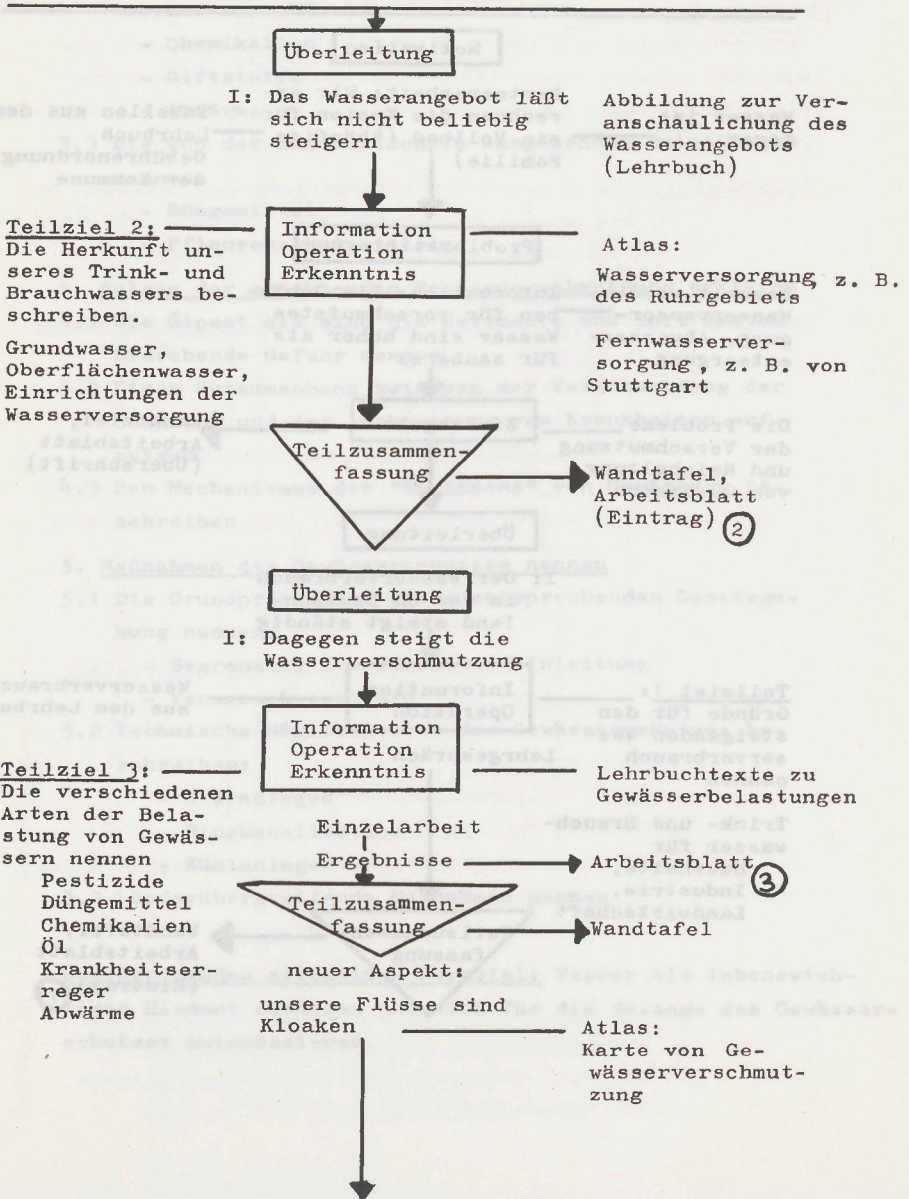 Überleitung
I: Das Wasserangebot läßt
sich nicht beliebig
steigern
Abbildung zur Ver-
anschaulichung des
Wasserangebots
(Lehrbuch)
Teilziel 2:
Die Herkunft un-
seres Trink- und
Brauchwassers be-
schreiben.
Grundwasser,
Oberflächenwasser,
Einrichtungen der
Wasserversorgung
Information
Operation
Erkenntnis
Atlas:
Wasserversorgung, z. B.
des Ruhrgebiets
Fernwasserver-
sorgung, z. B. von
Stuttgart
Teilzusammen-
fassung
Wandtafel,
Arbeitsblatt
(Eintrag) 2
Überleitung
I: Dagegen steigt die
Wasserverschmutzung
Information
Operation
Erkenntnis
Teilziel 3:
Die verschiedenen
Arten der Bela-
stung von Gewäs-
sern nennen
Pestizide
Düngemittel
Chemikalien
Öl
Krankheitser-
reger
Abwärme
Lehrbuchtexte zu
Gewässerbelastungen
Einzelarbeit
Ergebnisse
Arbeitsblatt 3
Teilzusammen-
fassung
Wandtafel
neuer Aspekt:
unsere Flüsse sind
Kloaken
Atlas:
Karte von Ge-
wässerverschmut-
zung